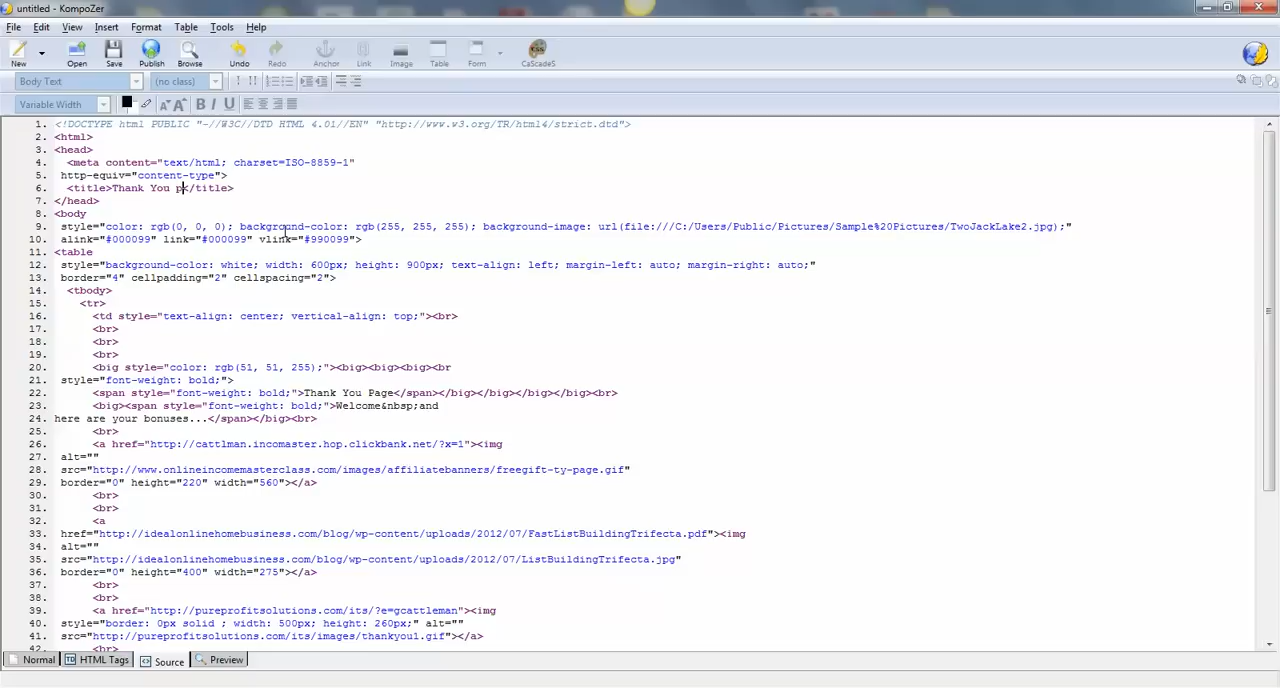 untitled - KompoZer
File Edit View Insert Format Table Tools Help
New Open Save Publish Browse Undo Redo Anchor Link Image Table Form CaScadeS
Body Text (no class)
Variable Width B I U
1. <!DOCTYPE html PUBLIC "-//W3C//DTD HTML 4.01//EN" "http://www.w3.org/TR/html4/strict.dtd">
2. <html>
3. <head>
4. <meta content="text/html; charset=ISO-8859-1"
5. http-equiv="content-type">
6. <title>Thank You p</title>
7. </head>
8. <body
9. style="color: rgb(0, 0, 0); background-color: rgb(255, 255, 255); background-image: url(file:///C:/Users/Public/Pictures/Sample%20Pictures/TwoJackLake2.jpg);"
10. alink="#000099" link="#000099" vlink="#990099">
11. <table
12. style="background-color: white; width: 600px; height: 900px; text-align: left; margin-left: auto; margin-right: auto;"
13. border="4" cellpadding="2" cellspacing="2">
14. <tbody>
15. <tr>
16. <td style="text-align: center; vertical-align: top;"><br>
17. <br>
18. <br>
19. <br>
20. <big style="color: rgb(51, 51, 255);"><big><big><big><br
21. style="font-weight: bold;">
22. <span style="font-weight: bold;">Thank You Page</span></big></big></big></big><br>
23. <big><span style="font-weight: bold;">Welcome&nbsp;and
24. here are your bonuses...</span></big><br>
25. <br>
26. <a href="http://cattlman.incomaster.hop.clickbank.net/?x=1"><img
27. alt=""
28. src="http://www.onlineincomemasterclass.com/images/affiliatebanners/freegift-ty-page.gif"
29. border="0" height="220" width="560"></a>
30. <br>
31. <br>
32. <a
33. href="http://idealonlinehomebusiness.com/blog/wp-content/uploads/2012/07/FastListBuildingTrifecta.pdf"><img
34. alt=""
35. src="http://idealonlinehomebusiness.com/blog/wp-content/uploads/2012/07/ListBuildingTrifecta.jpg"
36. border="0" height="400" width="275"></a>
37. <br>
38. <br>
39. <a href="http://pureprofitsolutions.com/its/?e=gcattleman"><img
40. style="border: 0px solid ; width: 500px; height: 260px;" alt=""
41. src="http://pureprofitsolutions.com/its/images/thankyou1.gif"></a>
42. <br>
Normal HTML Tags Source Preview